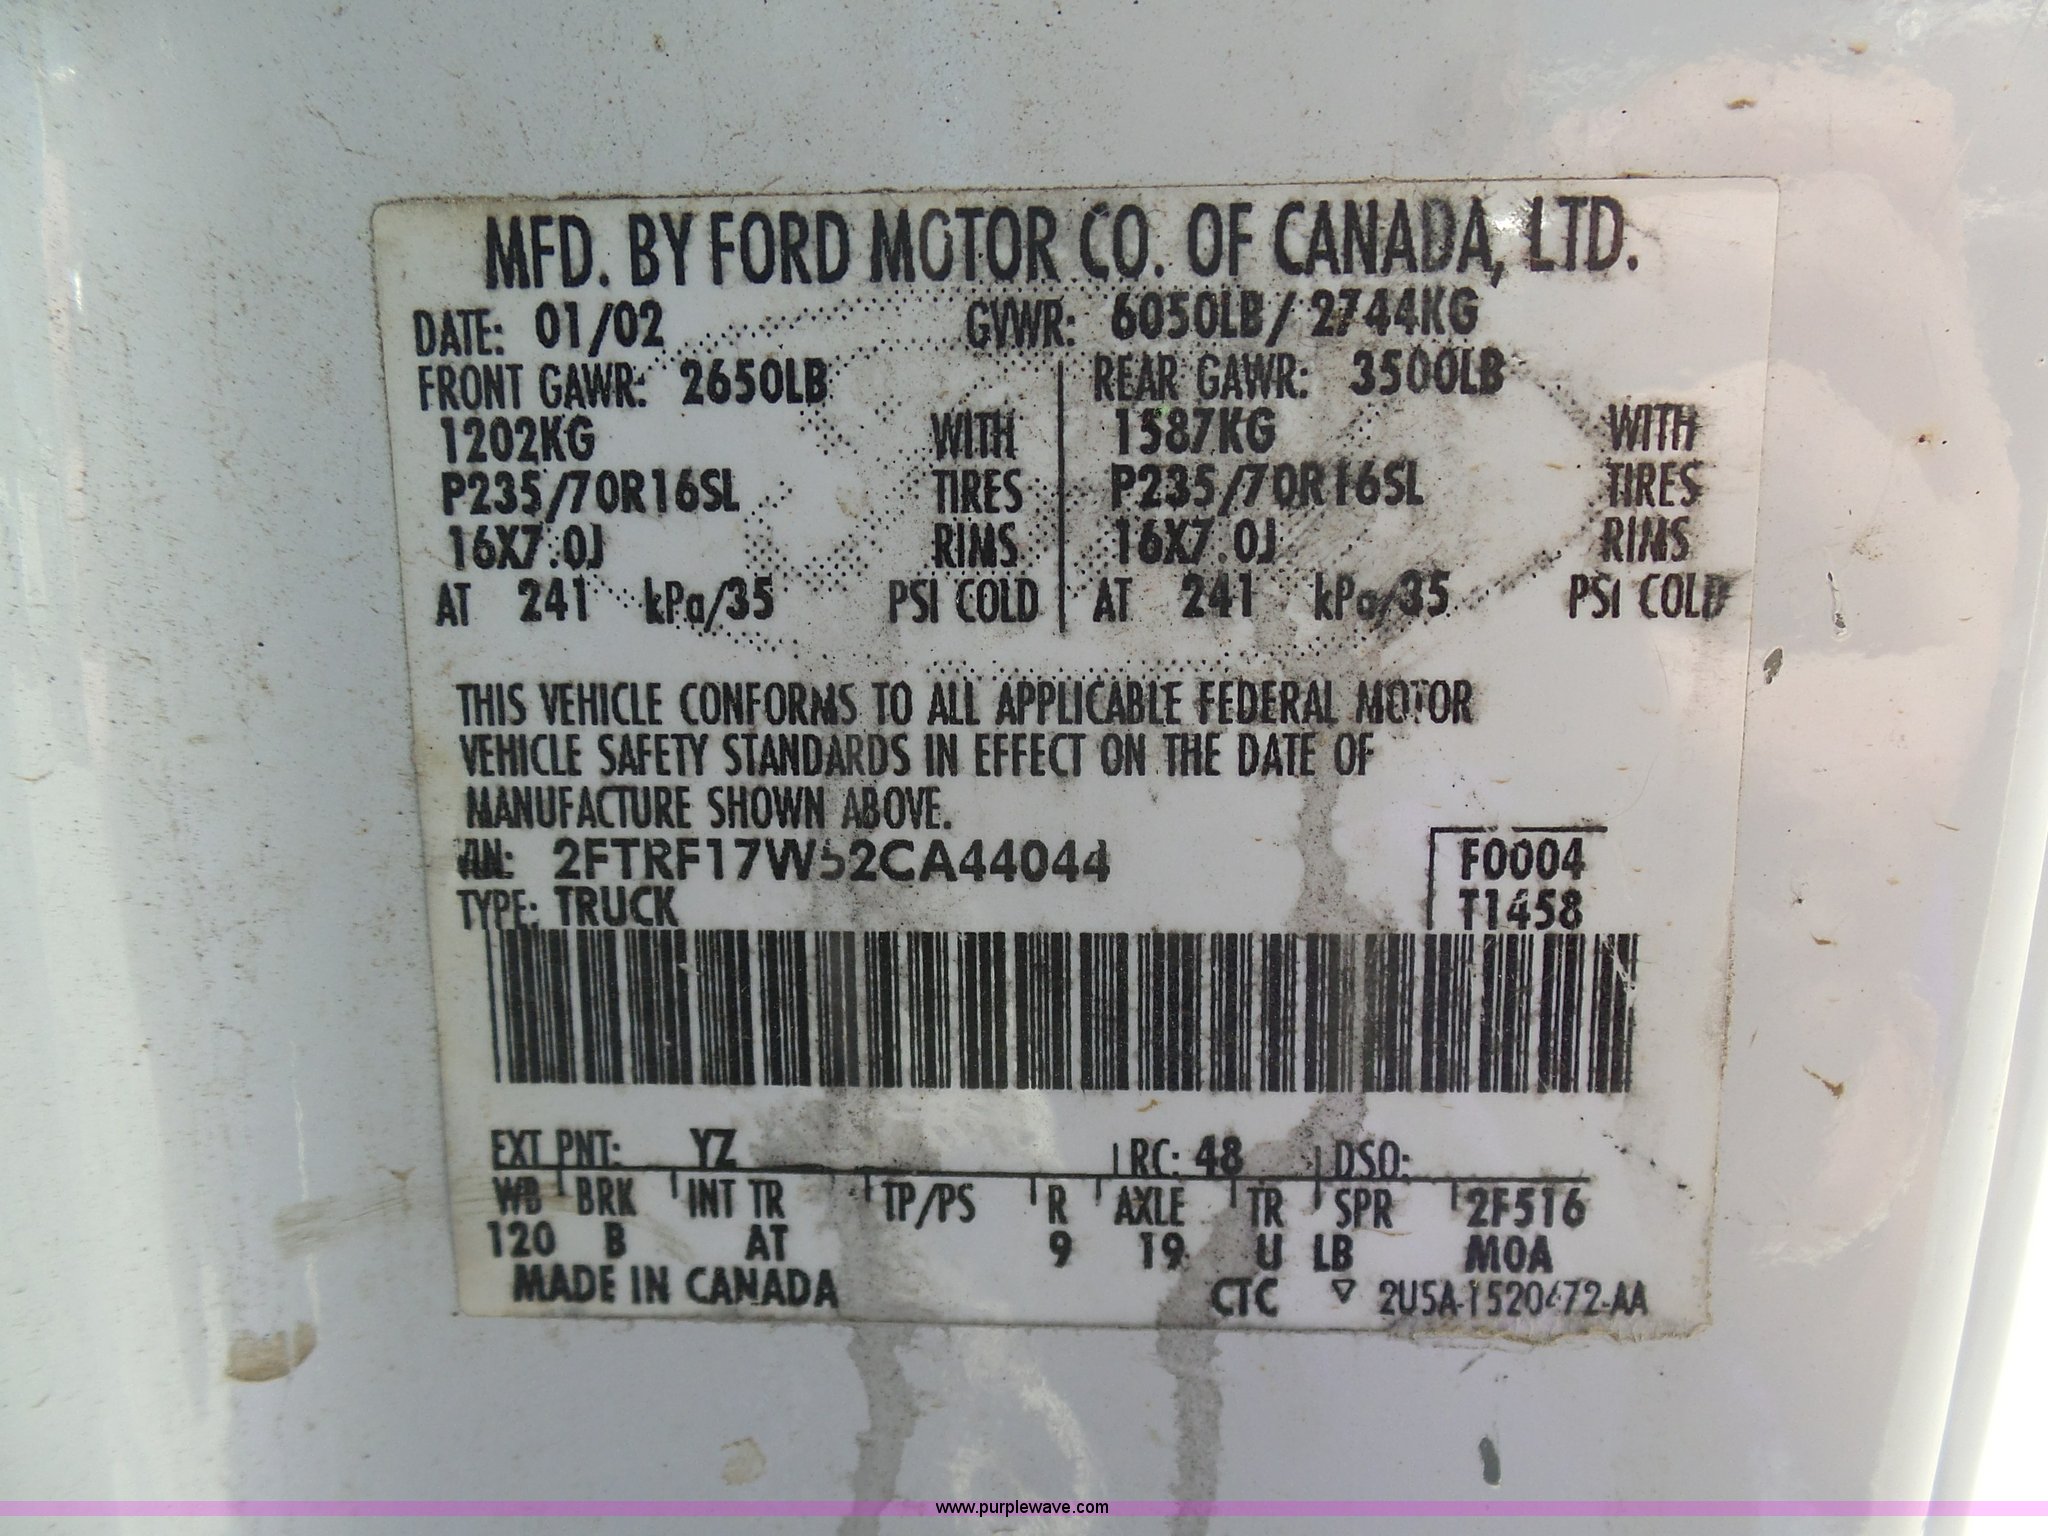 MFD. BY FORD MOTOR CO. OF CANADA, LTD.
DATE: 01/02 GVWR: 6050LB/ 2744KG
FRONT GAWR: 2650LB REAR GAWR: 3500LB
1202KG WITH 1587KG WITH
P235/70R16SL TIRES P235/70R16SL TIRES
16X7.0J RIMS 16X7.0J RIMS
AT 241 kPa/35 PSI COLD AT 241 kPa/35 PSI COLD
THIS VEHICLE CONFORMS TO ALL APPLICABLE FEDERAL MOTOR
VEHICLE SAFETY STANDARDS IN EFFECT ON THE DATE OF
MANUFACTURE SHOWN ABOVE.
VIN: 2FTRF17W52CA44044 F0004
TYPE: TRUCK T1458
EXT PNT: YZ RC: 48 DSO:
WB BRK INT TR TP/PS R AXLE TR SPR 2F516
120 B AT 9 19 U LB MOA
MADE IN CANADA CTC ▽ 2U5A-1520472-AA
www.purplewave.com